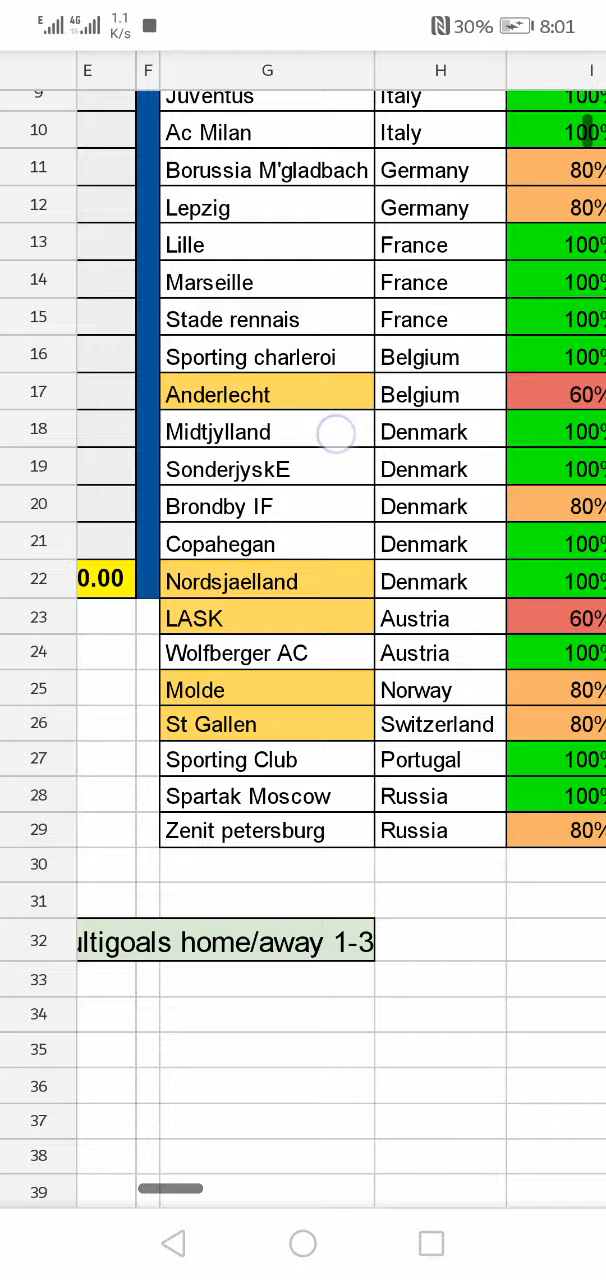 E 4G 1.1 K/s 30% 8:01
E F G H I
9 Juventus Italy 100%
10 Ac Milan Italy 100%
11 Borussia M'gladbach Germany 80%
12 Lepzig Germany 80%
13 Lille France 100%
14 Marseille France 100%
15 Stade rennais France 100%
16 Sporting charleroi Belgium 100%
17 Anderlecht Belgium 60%
18 Midtjylland Denmark 100%
19 SonderjyskE Denmark 100%
20 Brondby IF Denmark 80%
21 Copahegan Denmark 100%
22 0.00 Nordsjaelland Denmark 100%
23 LASK Austria 60%
24 Wolfberger AC Austria 100%
25 Molde Norway 80%
26 St Gallen Switzerland 80%
27 Sporting Club Portugal 100%
28 Spartak Moscow Russia 100%
29 Zenit petersburg Russia 80%
30
31
32 ultigoals home/away 1-3
33
34
35
36
37
38
39